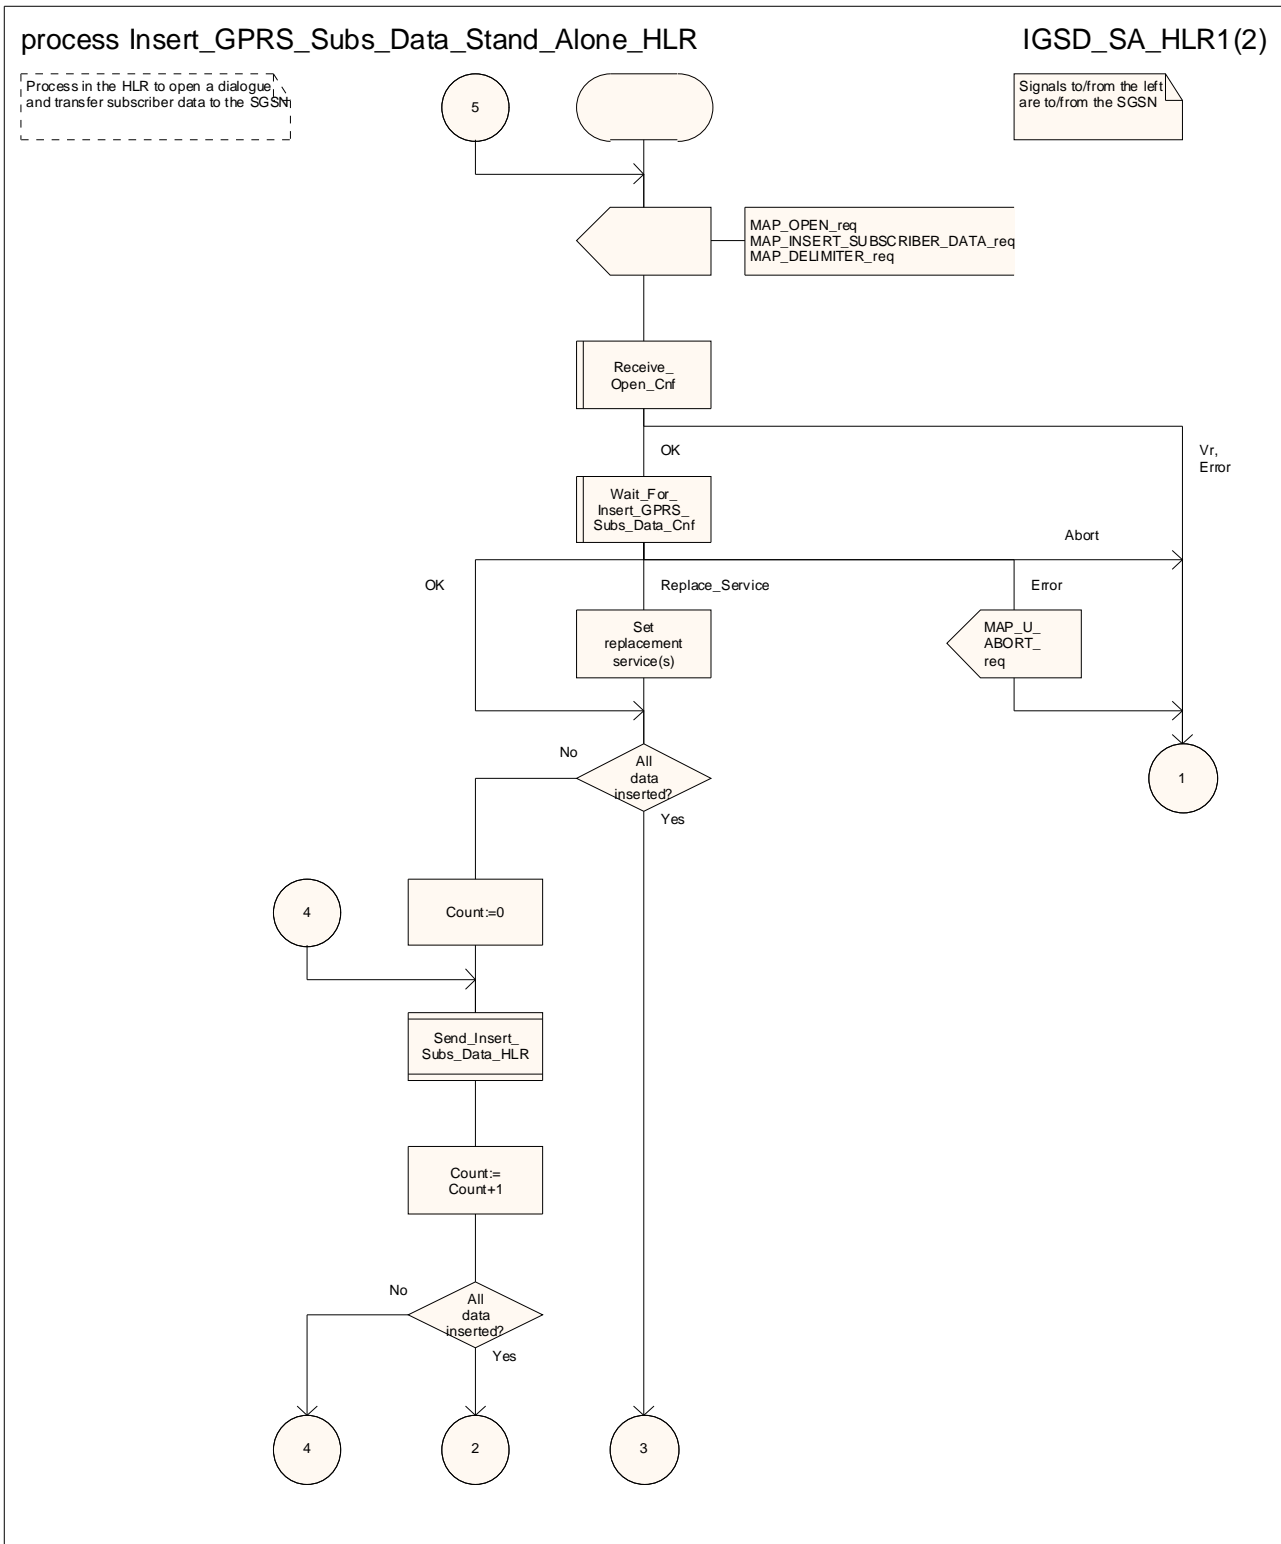 process Insert_GPRS_Subs_Data_Stand_Alone_HLR
IGSD_SA_HLR1(2)
Process in the HLR to open a dialogue
and transfer subscriber data to the SGSN
5
Signals to/from the left
are to/from the SGSN
MAP_OPEN_req
MAP_INSERT_SUBSCRIBER_DATA_req
MAP_DELIMITER_req
Receive_
Open_Cnf
OK
Vr,
Error
Wait_For_
Insert_GPRS_
Subs_Data_Cnf
Abort
OK
Replace_Service
Error
Set
replacement
service(s)
MAP_U_
ABORT_
req
No
All
data
inserted?
Yes
1
4
Count:=0
Send_Insert_
Subs_Data_HLR
Count:=
Count+1
No
All
data
inserted?
Yes
4
2
3